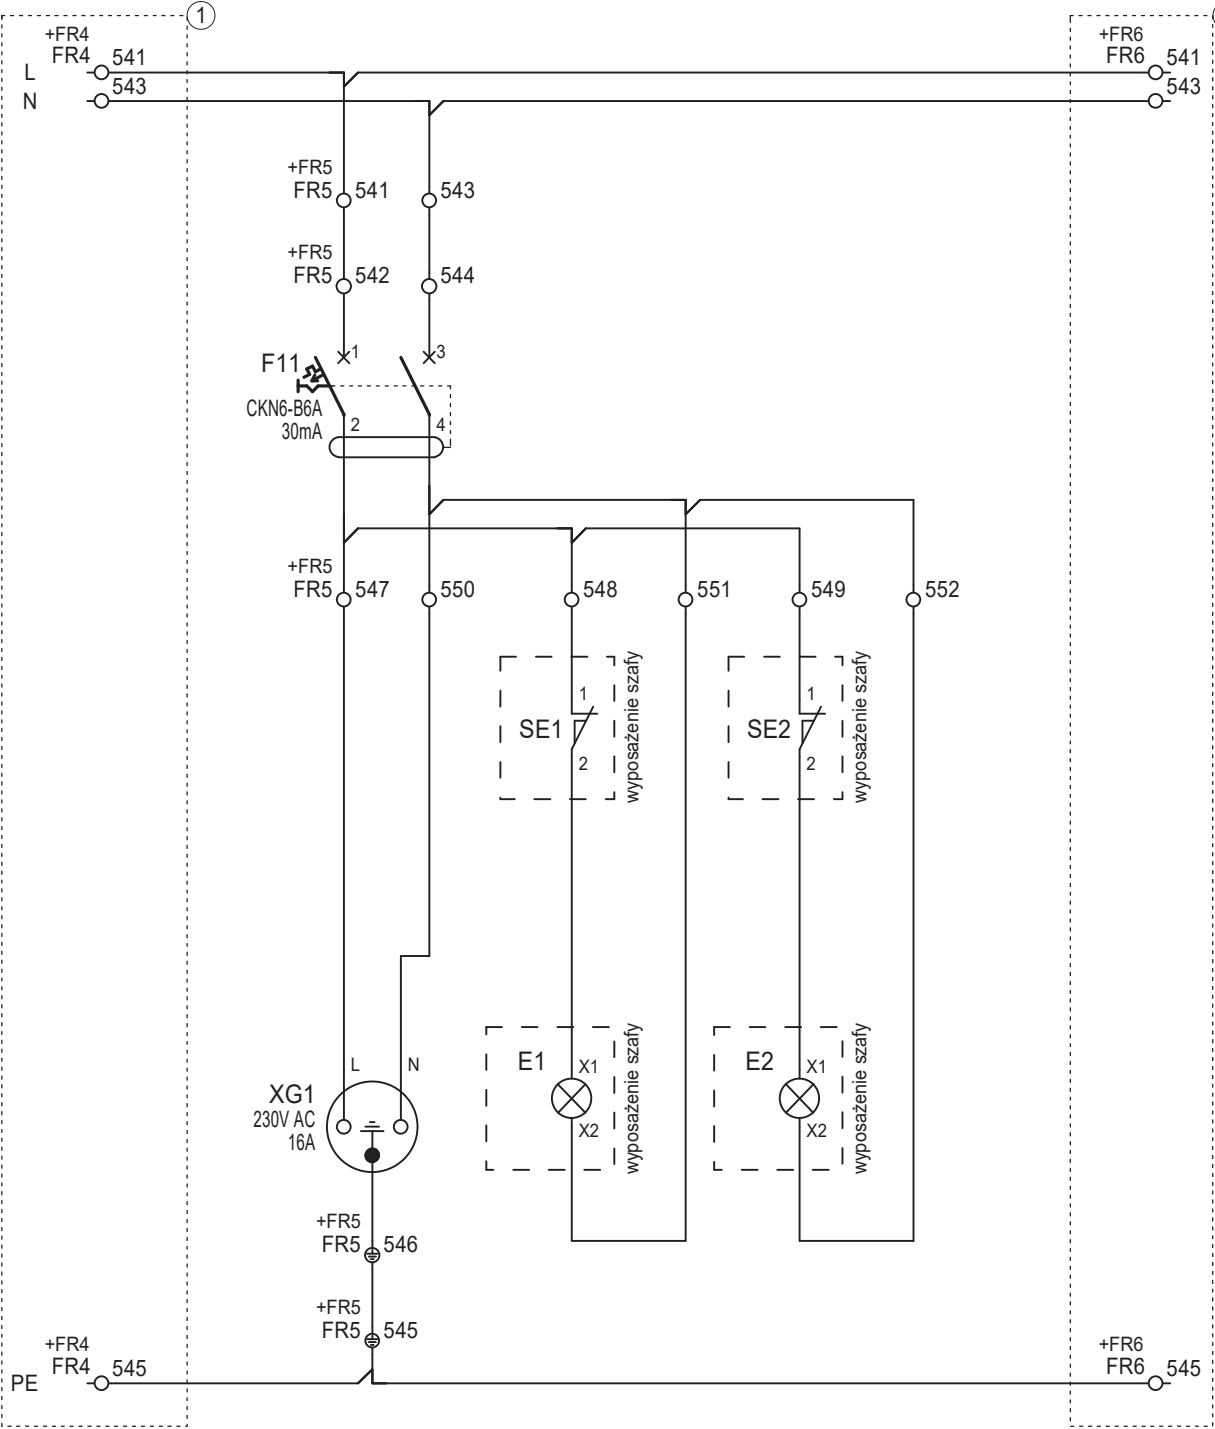 1
+FR4
FR4 541
L
N 543
+FR6
FR6 541
543
+FR5
FR5 541 543
+FR5
FR5 542 544
F11 1 3
CKN6-B6A
30mA 2 4
+FR5
FR5 547 550 548 551 549 552
SE1 1 2
wyposażenie szafy
SE2 1 2
wyposażenie szafy
L N
XG1
230V AC
16A
E1 X1 X2
wyposażenie szafy
E2 X1 X2
wyposażenie szafy
+FR5
FR5 546
+FR5
FR5 545
+FR4
FR4 545
PE
+FR6
FR6 545